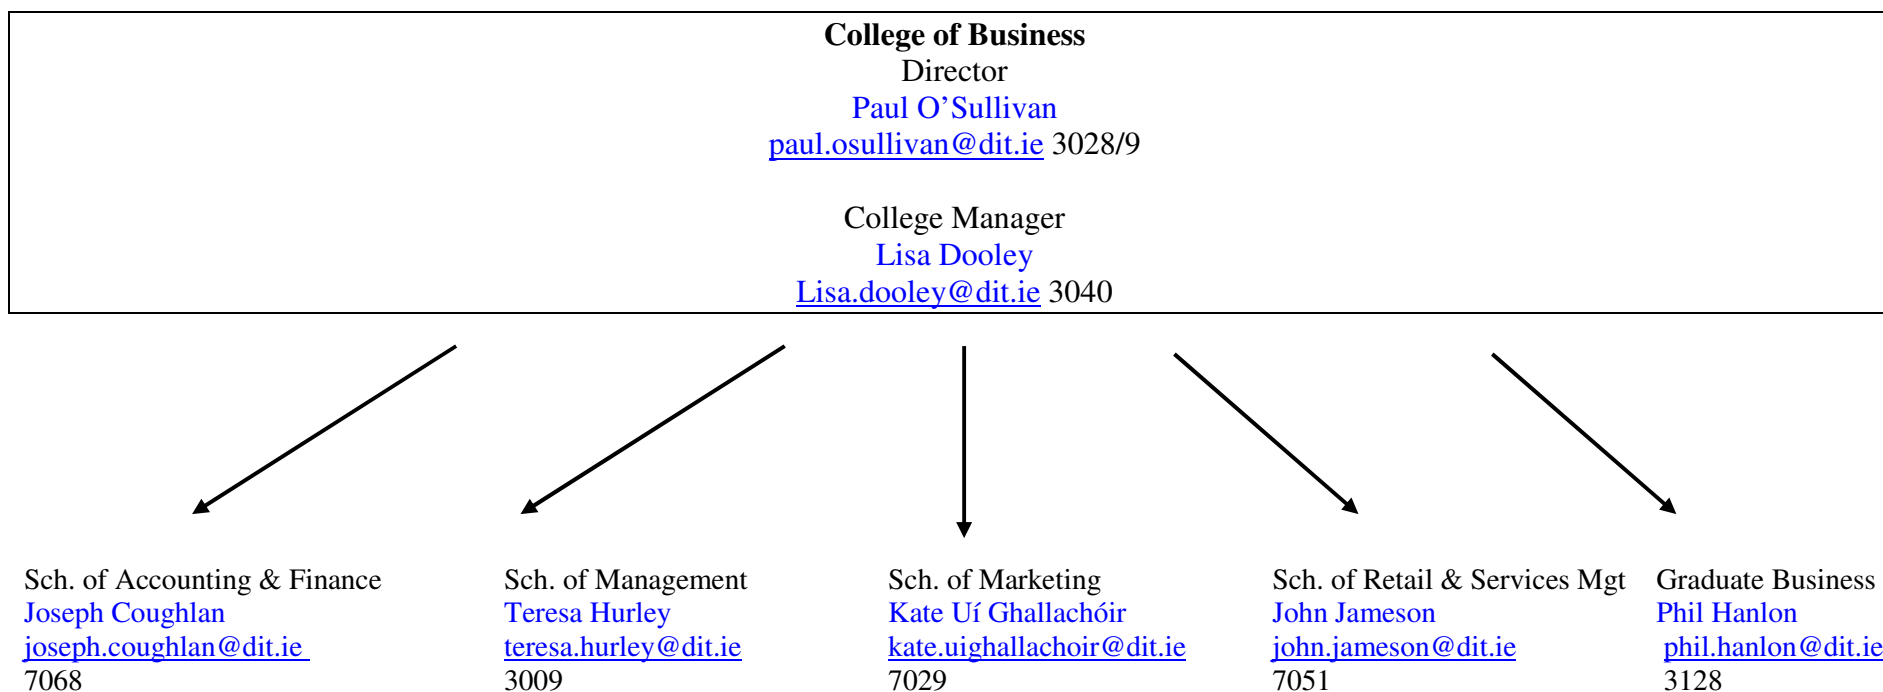 College of Business
Director
Paul O’Sullivan
paul.osullivan@dit.ie 3028/9
College Manager
Lisa Dooley
Lisa.dooley@dit.ie 3040
Sch. of Accounting & Finance
Joseph Coughlan
joseph.coughlan@dit.ie
7068
Sch. of Management
Teresa Hurley
teresa.hurley@dit.ie
3009
Sch. of Marketing
Kate Uí Ghallachóir
kate.uighallachoir@dit.ie
7029
Sch. of Retail & Services Mgt
John Jameson
john.jameson@dit.ie
7051
Graduate Business
Phil Hanlon
phil.hanlon@dit.ie
3128